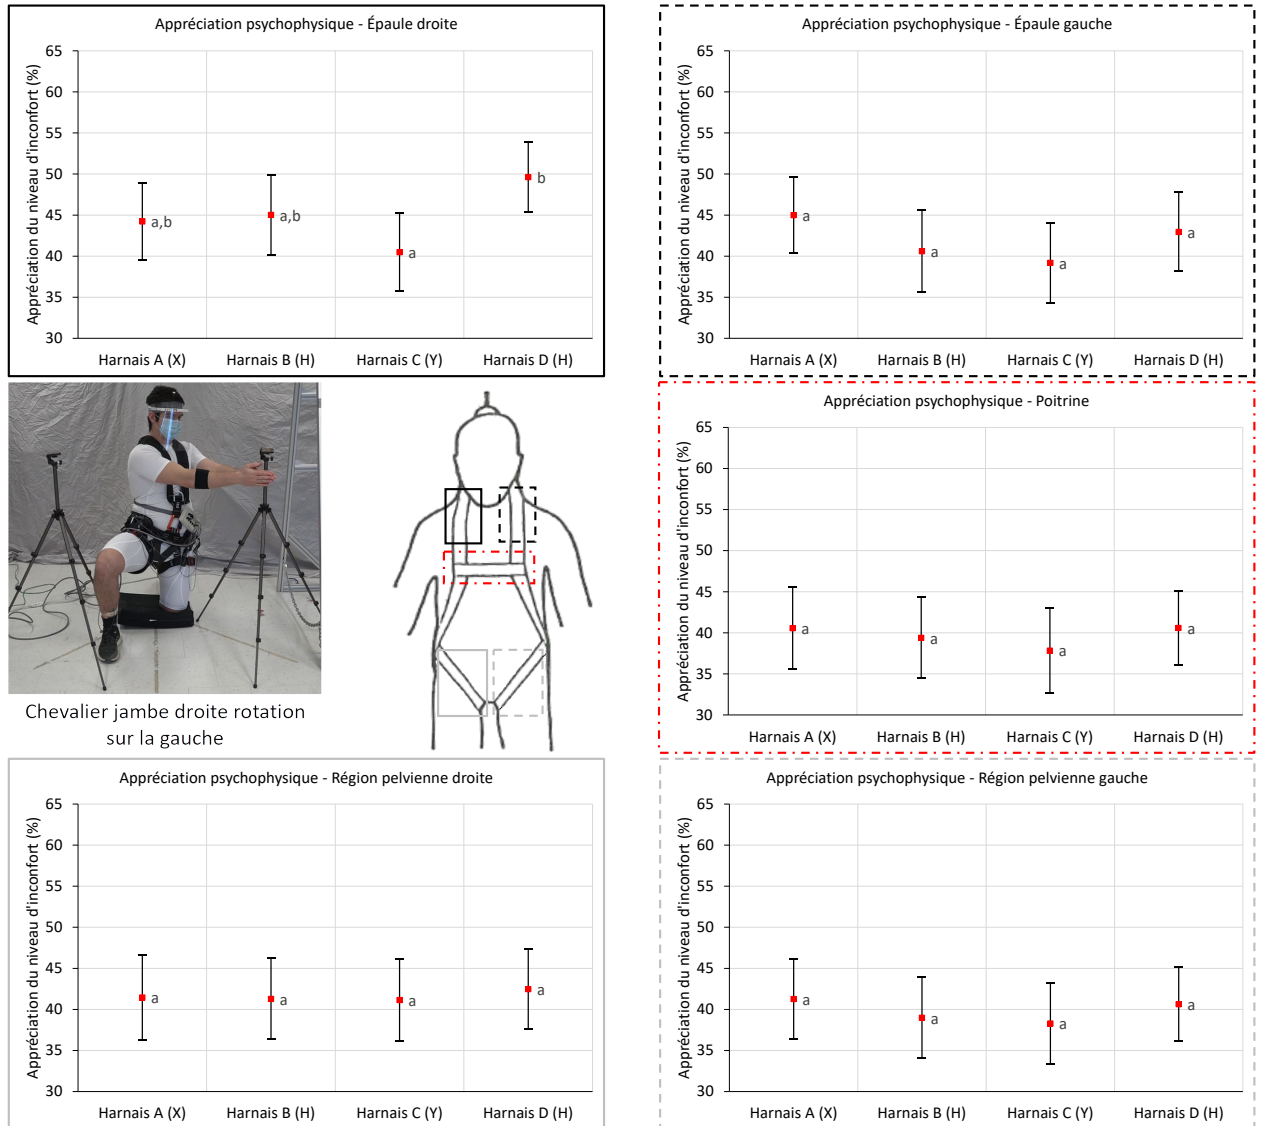 Appréciation psychophysique - Épaule droite
Appréciation du niveau d'inconfort (%)
65
60
55
50
45
40
35
30
a,b
a,b
a
b
Harnais A (X) Harnais B (H) Harnais C (Y) Harnais D (H)
Appréciation psychophysique - Épaule gauche
Appréciation du niveau d'inconfort (%)
65
60
55
50
45
40
35
30
a
a
a
a
Harnais A (X) Harnais B (H) Harnais C (Y) Harnais D (H)
Chevalier jambe droite rotation
sur la gauche
Appréciation psychophysique - Poitrine
Appréciation du niveau d'inconfort (%)
65
60
55
50
45
40
35
30
a
a
a
a
Harnais A (X) Harnais B (H) Harnais C (Y) Harnais D (H)
Appréciation psychophysique - Région pelvienne droite
Appréciation du niveau d'inconfort (%)
65
60
55
50
45
40
35
30
a
a
a
a
Harnais A (X) Harnais B (H) Harnais C (Y) Harnais D (H)
Appréciation psychophysique - Région pelvienne gauche
Appréciation du niveau d'inconfort (%)
65
60
55
50
45
40
35
30
a
a
a
a
Harnais A (X) Harnais B (H) Harnais C (Y) Harnais D (H)